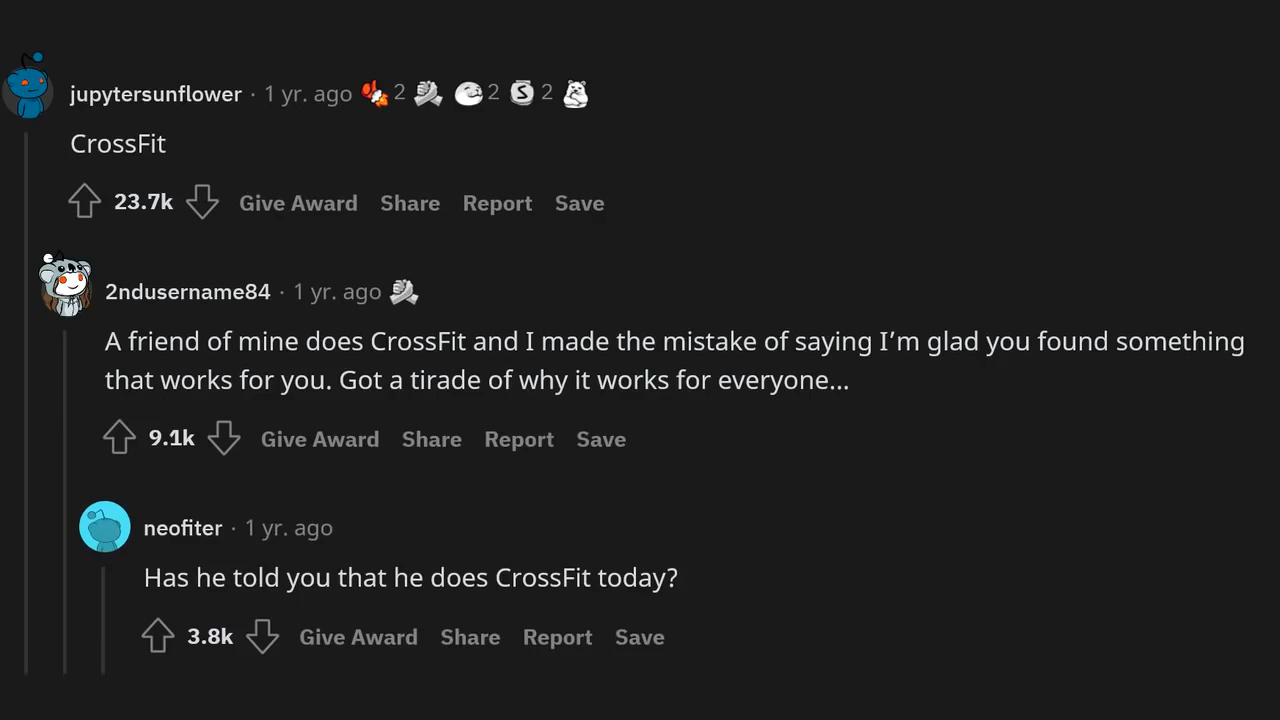 jupytersunflower · 1 yr. ago 2 2 S 2
CrossFit
23.7k Give Award Share Report Save
2ndusername84 · 1 yr. ago
A friend of mine does CrossFit and I made the mistake of saying I’m glad you found something
that works for you. Got a tirade of why it works for everyone...
9.1k Give Award Share Report Save
neofiter · 1 yr. ago
Has he told you that he does CrossFit today?
3.8k Give Award Share Report Save